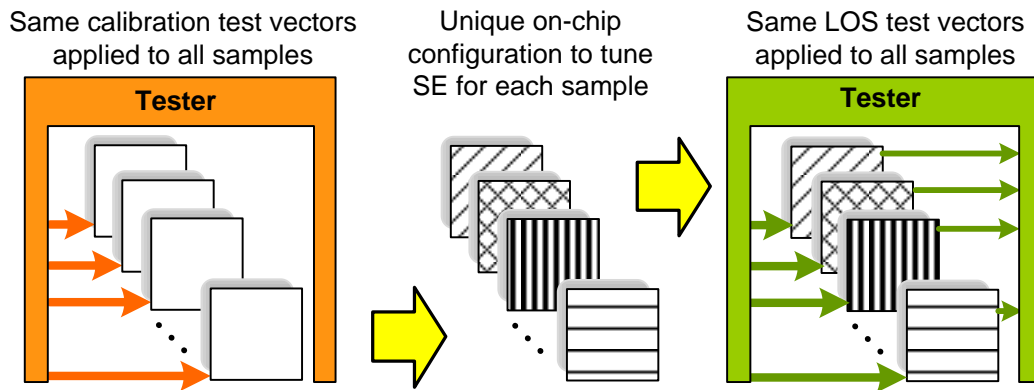 Same calibration test vectors
applied to all samples
Tester
Unique on-chip
configuration to tune
SE for each sample
Same LOS test vectors
applied to all samples
Tester